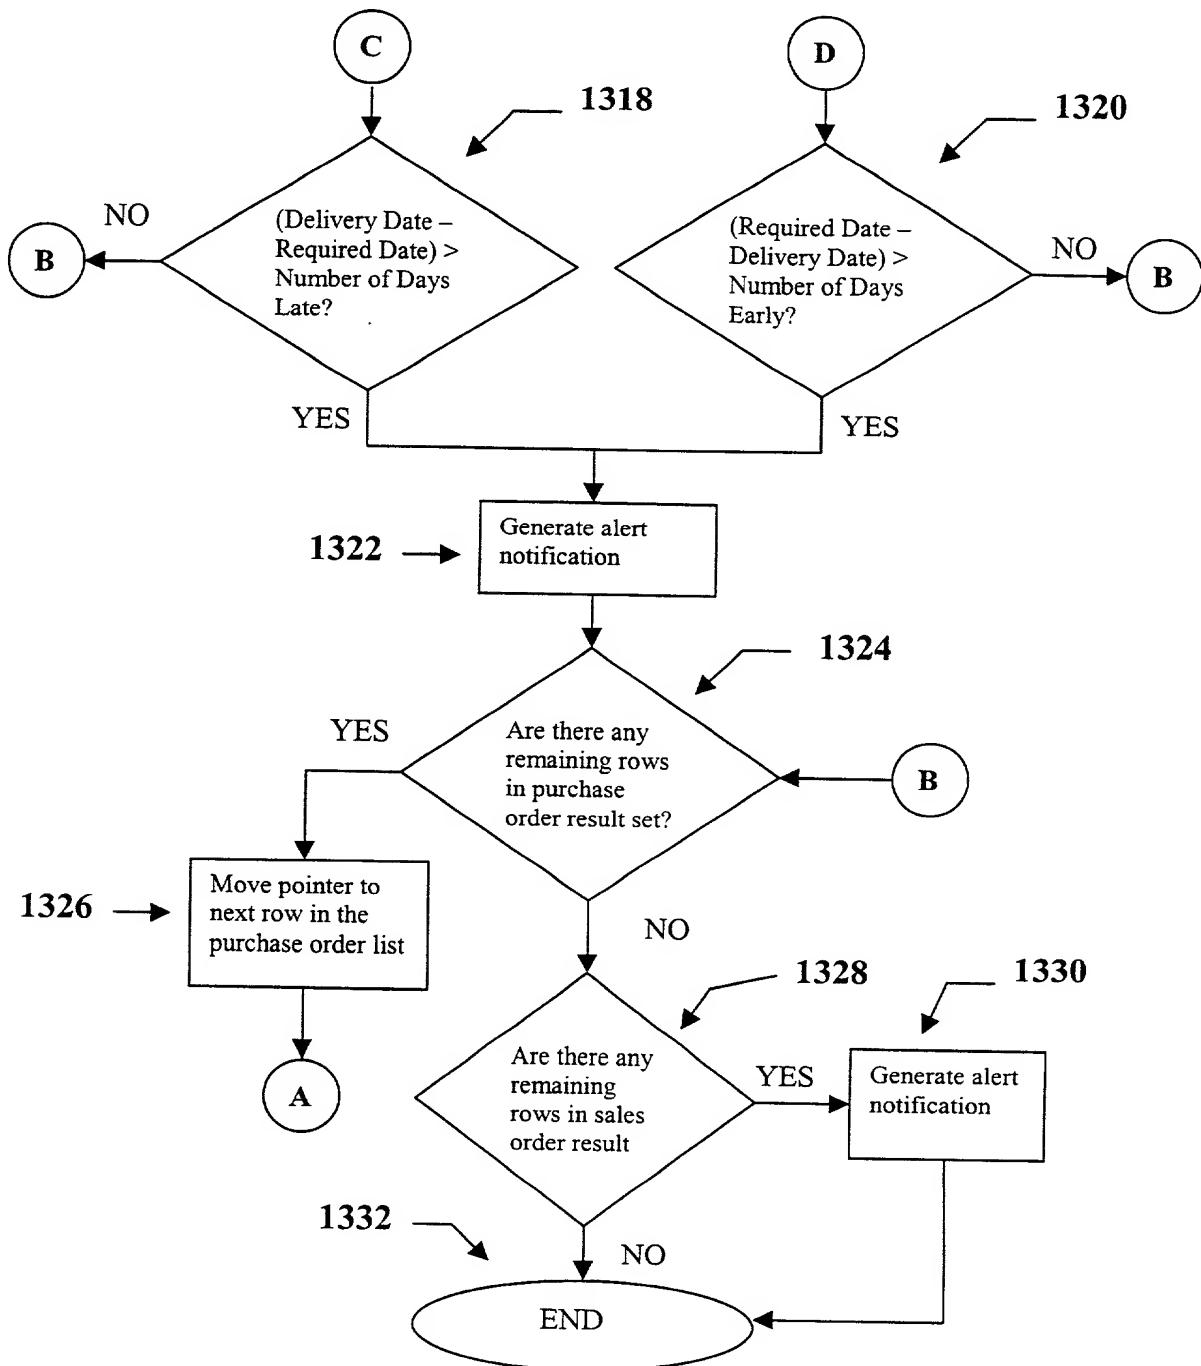 C
D
1318
1320
NO
(Delivery Date –
Required Date) >
Number of Days
Late?
(Required Date –
Delivery Date) >
Number of Days
Early?
NO
B
B
YES
YES
1322
Generate alert
notification
1324
YES
Are there any
remaining rows
in purchase
order result set?
B
1326
Move pointer to
next row in the
purchase order list
NO
1328
1330
A
Are there any
remaining
rows in sales
order result
YES
Generate alert
notification
1332
NO
END